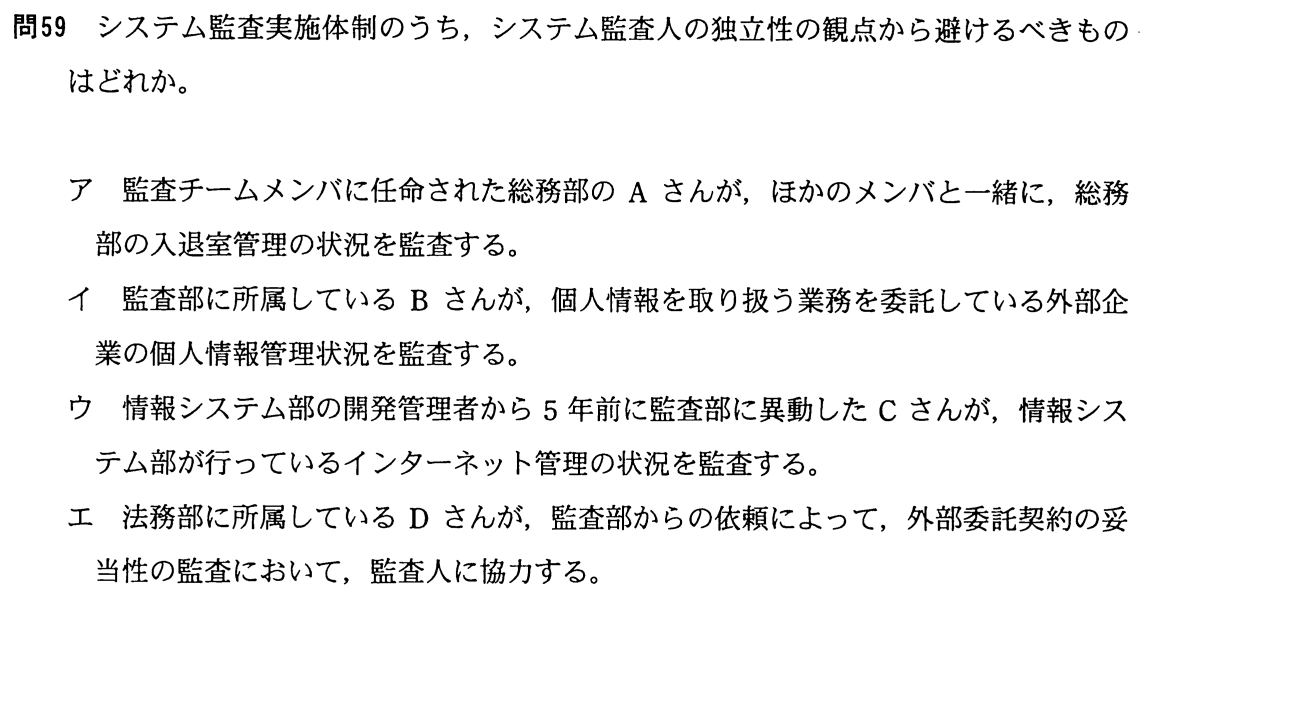 問59　システム監査実施体制のうち，システム監査人の独立性の観点から避けるべきもの
はどれか。
ア　監査チームメンバに任命された総務部の A さんが，ほかのメンバと一緒に，総務
部の入退室管理の状況を監査する。
イ　監査部に所属している B さんが，個人情報を取り扱う業務を委託している外部企
業の個人情報管理状況を監査する。
ウ　情報システム部の開発管理者から 5 年前に監査部に異動した C さんが，情報シス
テム部が行っているインターネット管理の状況を監査する。
エ　法務部に所属している D さんが，監査部からの依頼によって，外部委託契約の妥
当性の監査において，監査人に協力する。